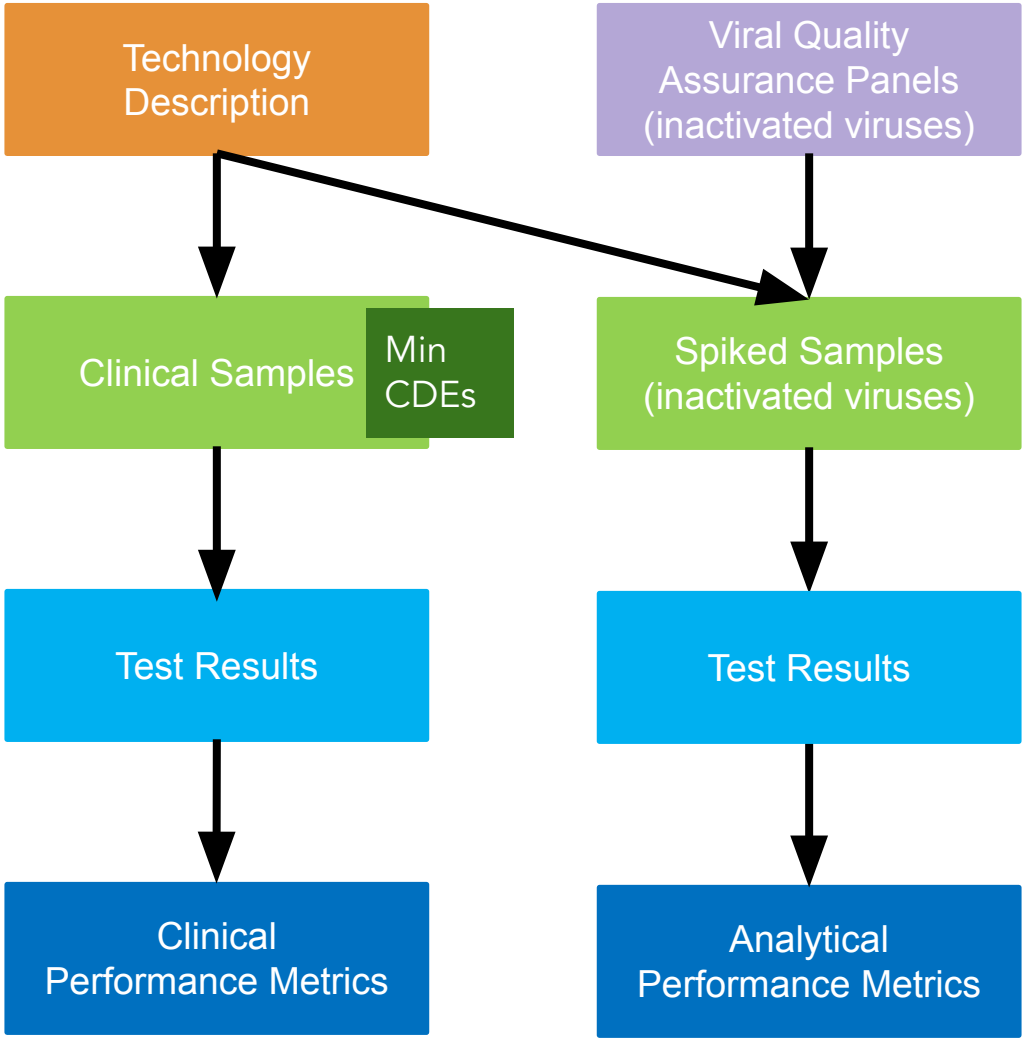 Technology
Description
Viral Quality
Assurance Panels
(inactivated viruses)
Clinical Samples
Min
CDEs
Spiked Samples
(inactivated viruses)
Test Results
Test Results
Clinical
Performance Metrics
Analytical
Performance Metrics